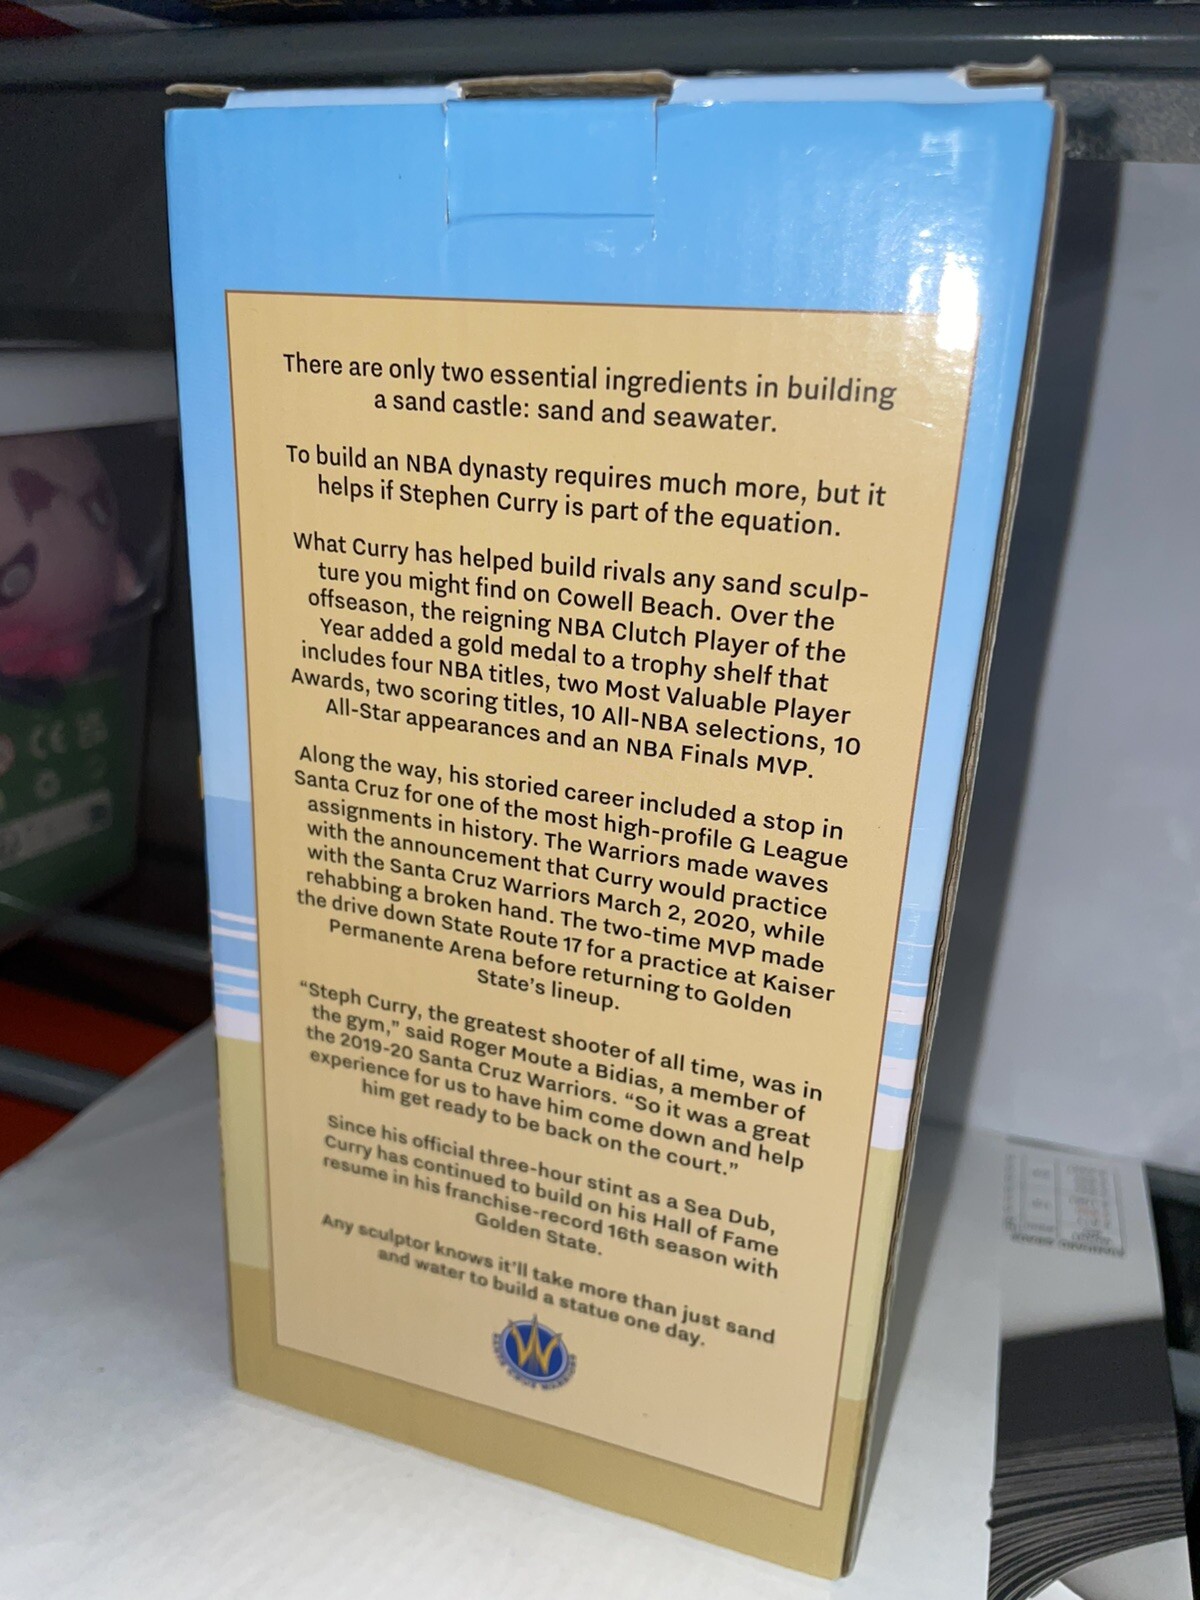 There are only two essential ingredients in building
a sand castle: sand and seawater.
To build an NBA dynasty requires much more, but it
helps if Stephen Curry is part of the equation.
What Curry has helped build rivals any sand sculp-
ture you might find on Cowell Beach. Over the
offseason, the reigning NBA Clutch Player of the
Year added a gold medal to a trophy shelf that
includes four NBA titles, two Most Valuable Player
Awards, two scoring titles, 10 All-NBA selections, 10
All-Star appearances and an NBA Finals MVP.
Along the way, his storied career included a stop in
Santa Cruz for one of the most high-profile G League
assignments in history. The Warriors made waves
with the announcement that Curry would practice
with the Santa Cruz Warriors March 2, 2020, while
rehabbing a broken hand. The two-time MVP made
the drive down State Route 17 for a practice at Kaiser
Permanente Arena before returning to Golden
State's lineup.
“Steph Curry, the greatest shooter of all time, was in
the gym,” said Roger Moute a Bidias, a member of
the 2019-20 Santa Cruz Warriors. “So it was a great
experience for us to have him come down and help
him get ready to be back on the court.”
Since his official three-hour stint as a Sea Dub,
Curry has continued to build on his Hall of Fame
resume in his franchise-record 16th season with
Golden State.
Any sculptor knows it'll take more than just sand
and water to build a statue one day.
SANTA CRUZ WARRIORS
CE